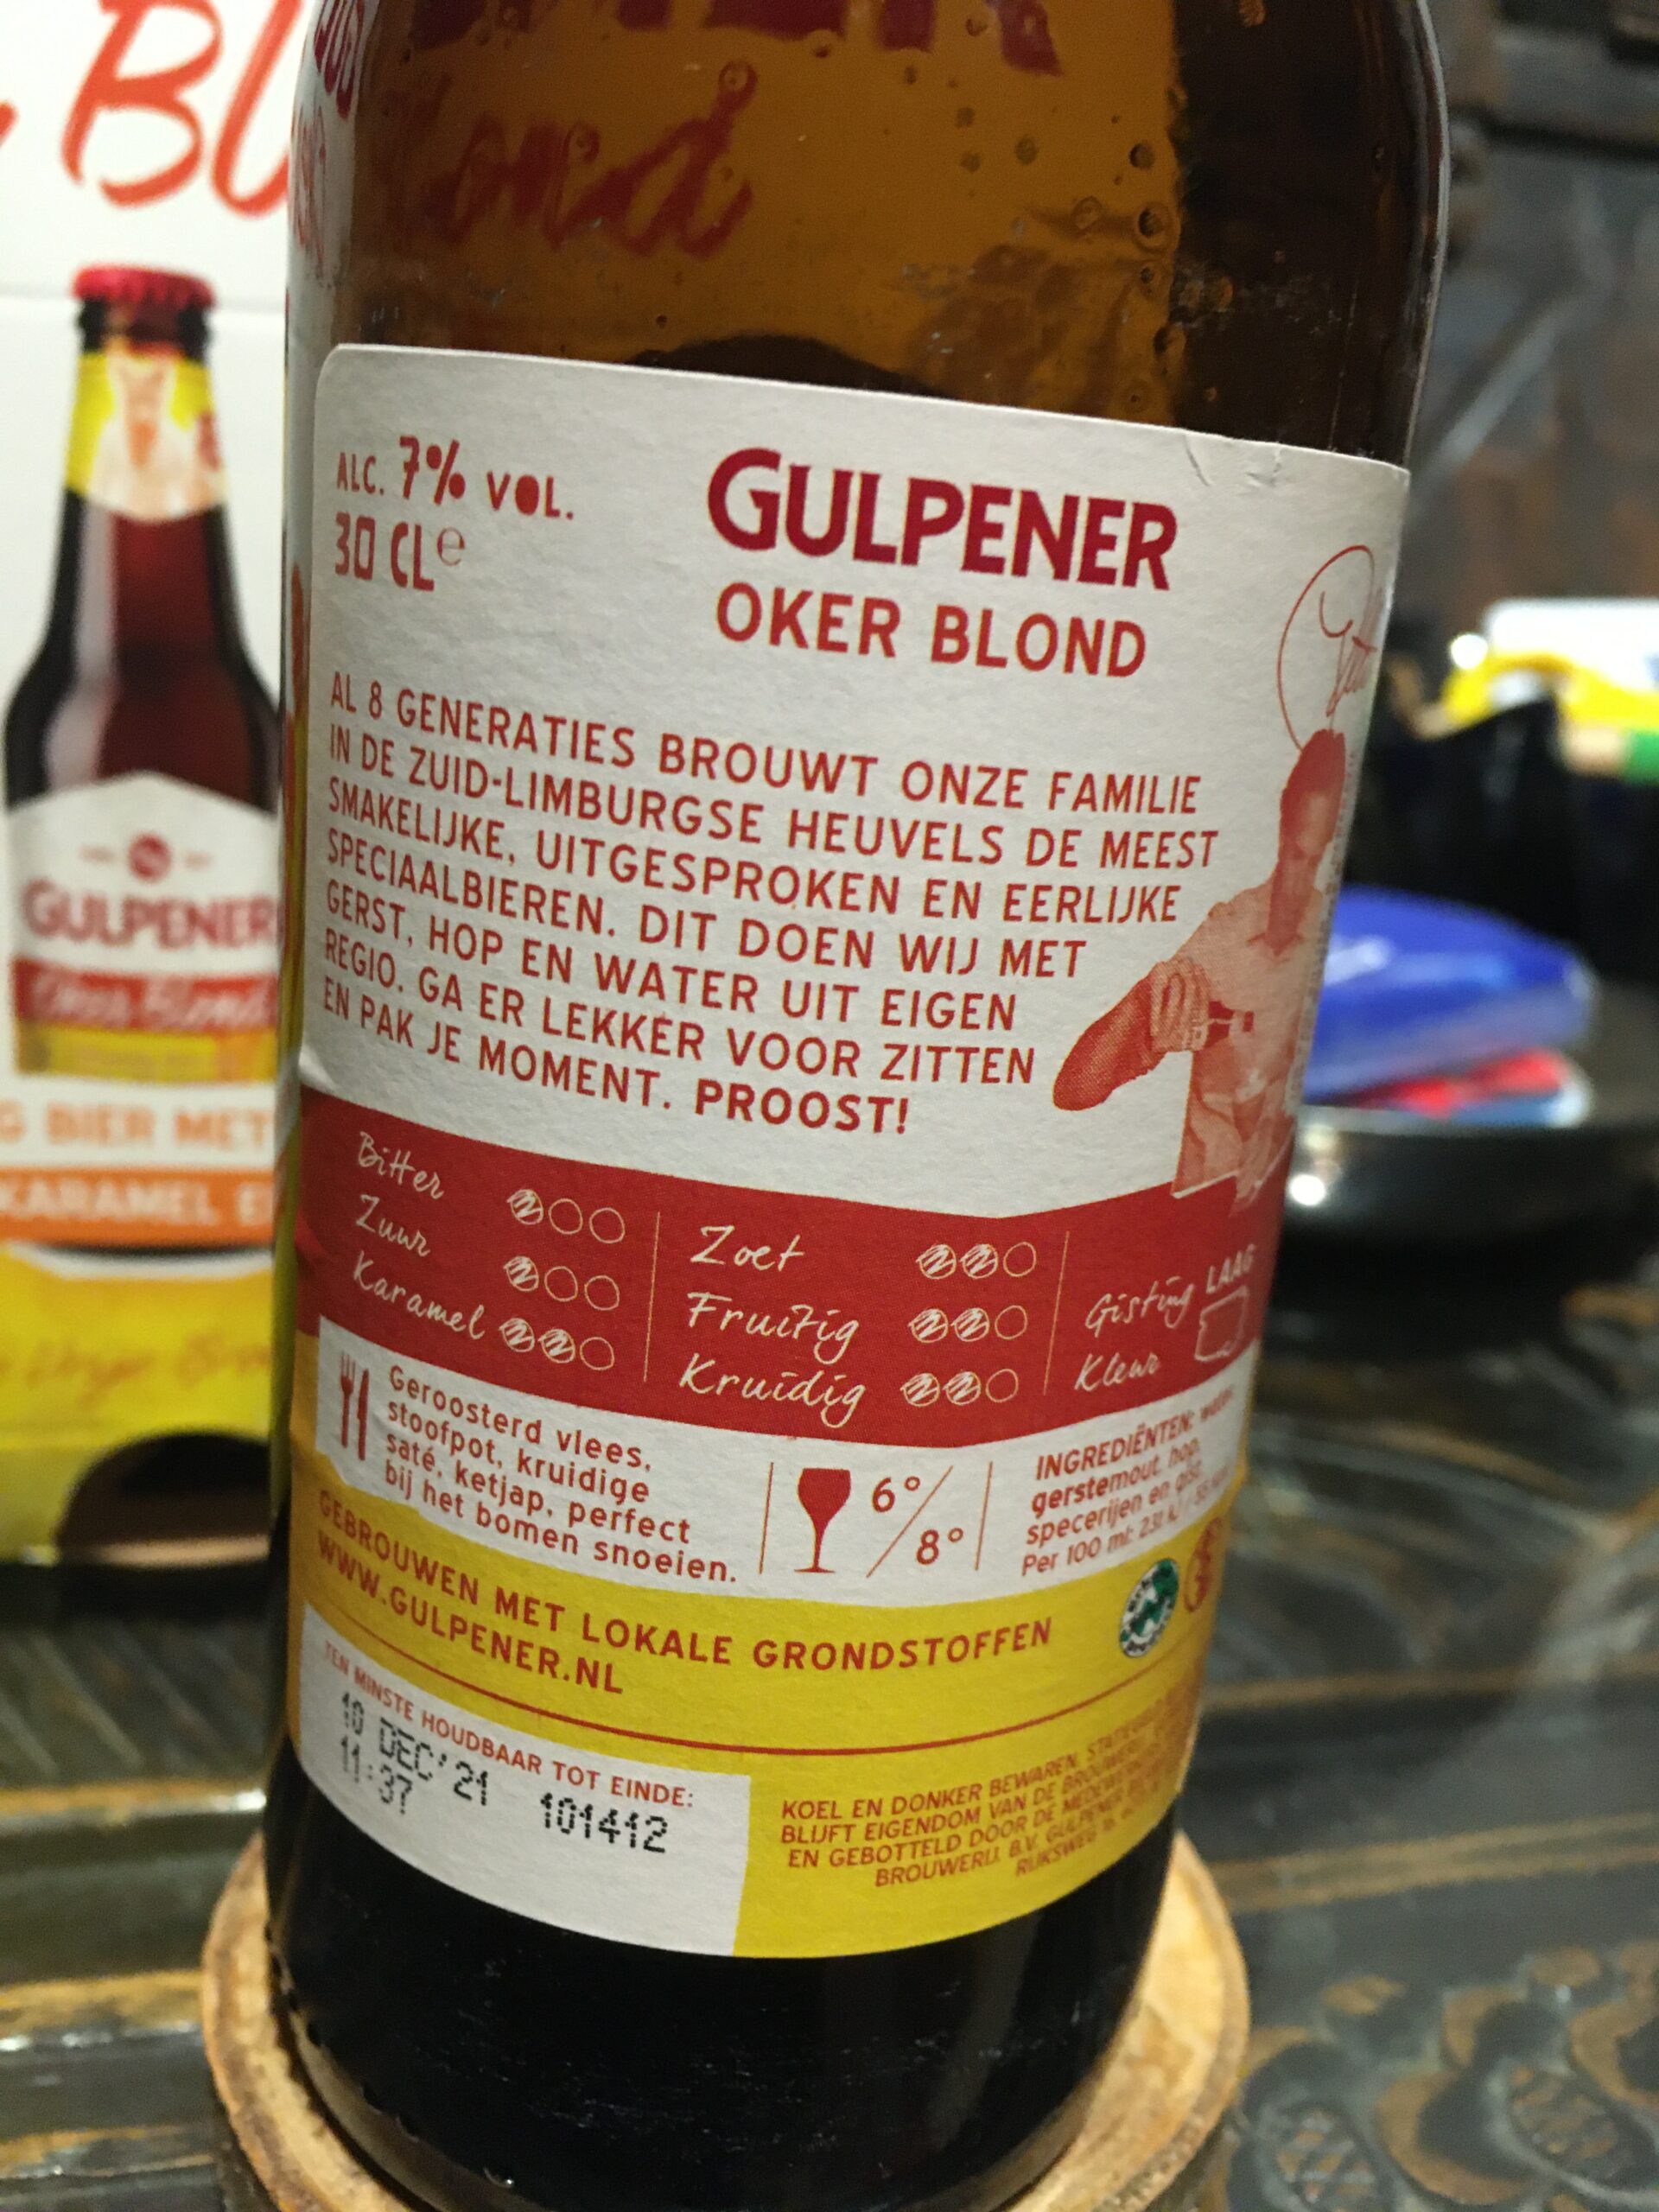 Bl
GULPENER
BIER MET
KARAMEL
ALC. 7% VOL.
30 CL e
GULPENER
OKER BLOND
AL 8 GENERATIES BROUWT ONZE FAMILIE
IN DE ZUID-LIMBURGSE HEUVELS DE MEEST
SMAKELIJKE, UITGESPROKEN EN EERLIJKE
SPECIAALBIEREN. DIT DOEN WIJ MET
GERST, HOP EN WATER UIT EIGEN
REGIO. GA ER LEKKER VOOR ZITTEN
EN PAK JE MOMENT. PROOST!
Bitter
Zuur
Karamel
Zoet
Fruitig
Kruidig
Gisting LAAG
Kleur
Geroosterd vlees,
stoofpot, kruidige
saté, ketjap, perfect
bij het bomen snoeien.
6°/8°
INGREDIËNTEN: water,
gerstemout, hop,
specerijen en gist.
Per 100 ml: 231 kJ /
GEBROUWEN MET LOKALE GRONDSTOFFEN
WWW.GULPENER.NL
TEN MINSTE HOUDBAAR TOT EINDE:
10 DEC'21
11:37 101412
KOEL EN DONKER BEWAREN.
BLIJFT EIGENDOM VAN DE BROUWERIJ.
EN GEBOTTELD DOOR DE
BROUWERIJ. B.V. GULPENER
RIJKSWEG